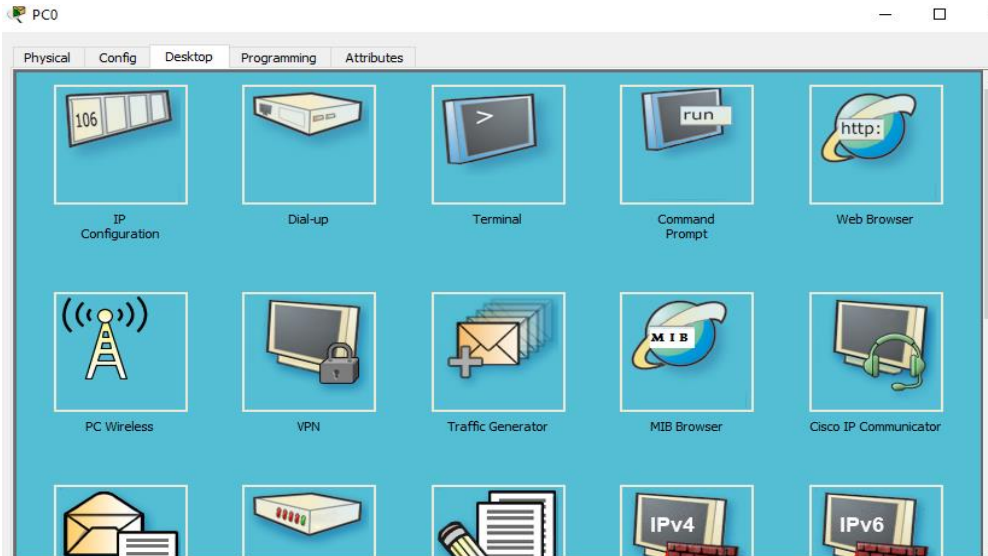 PC0
Physical Config Desktop Programming Attributes
106
>
run
http:
IP
Configuration
Dial-up
Terminal
Command
Prompt
Web Browser
MIB
PC Wireless
VPN
Traffic Generator
MIB Browser
Cisco IP Communicator
IPv4
IPv6